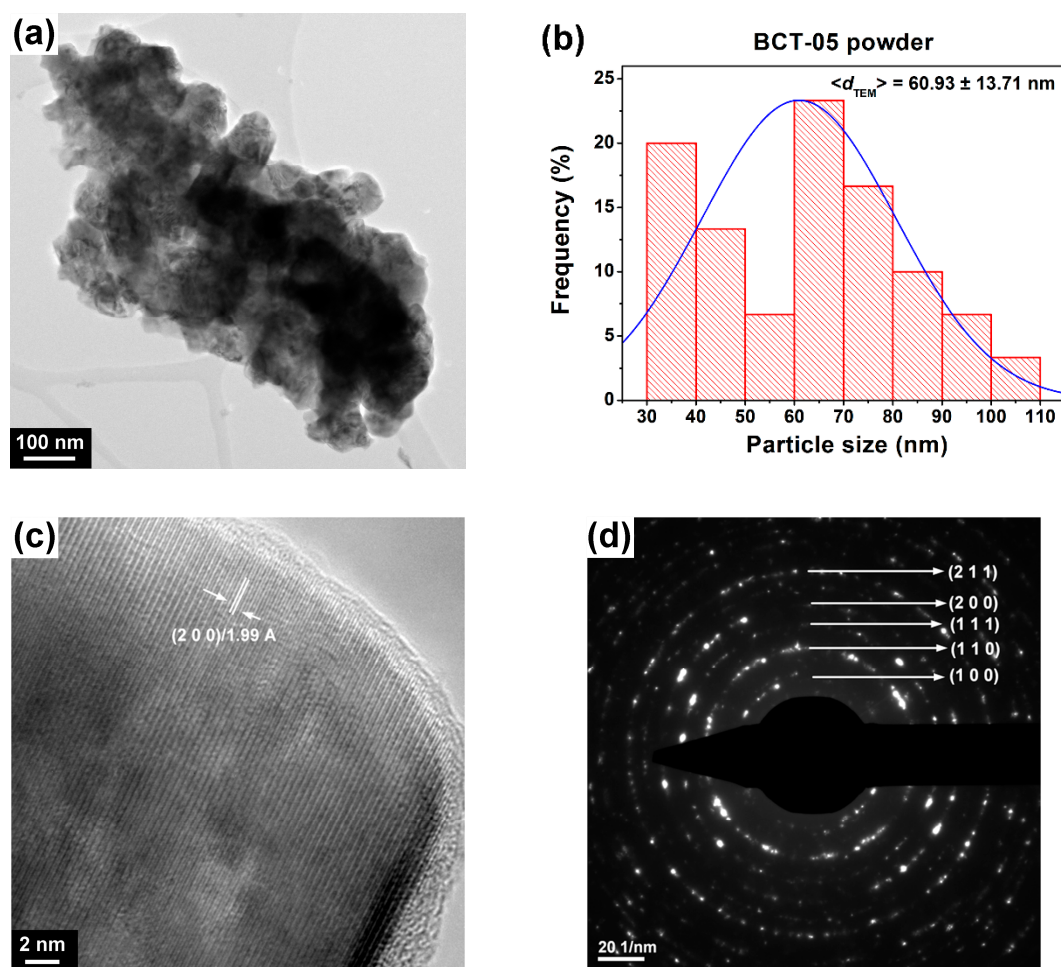 (a)
100 nm
(b)
BCT-05 powder
<d_TEM> = 60.93 ± 13.71 nm
Frequency (%)
25
20
15
10
5
0
30 40 50 60 70 80 90 100 110
Particle size (nm)
(c)
(2 0 0)/1.99 A
2 nm
(d)
(2 1 1)
(2 0 0)
(1 1 1)
(1 1 0)
(1 0 0)
20 1/nm